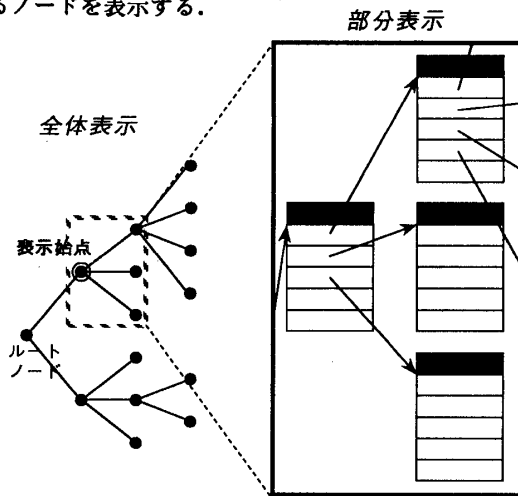 るノードを表示する.
部分表示
全体表示
表示始点
ルート
ノード